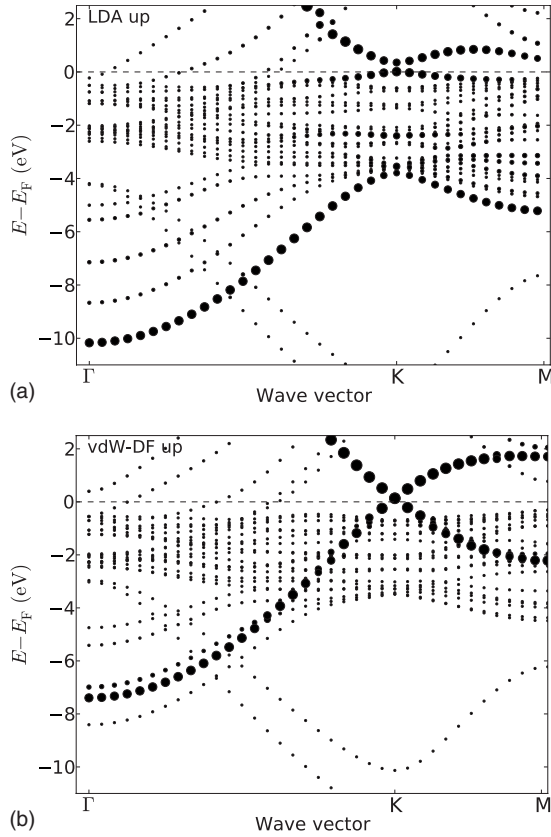 LDA up
2
0
−2
−4
−6
−8
−10
E−E_F (eV)
Γ K M
Wave vector
(a)
vdW-DF up
2
0
−2
−4
−6
−8
−10
E−E_F (eV)
Γ K M
Wave vector
(b)